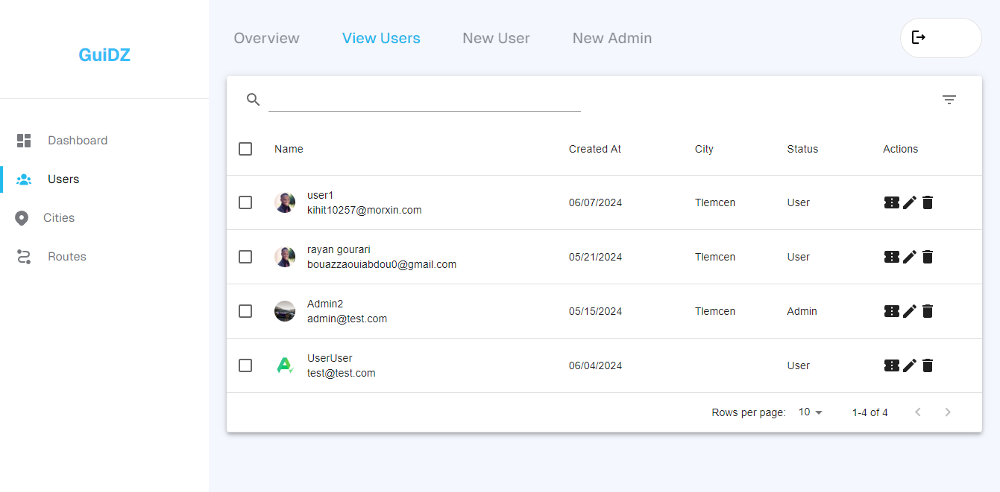 GuiDZ
Dashboard
Users
Cities
Routes
Overview View Users New User New Admin
Name Created At City Status Actions
user1
kihit10257@morxin.com
06/07/2024 Tlemcen User
rayan gourari
bouazzaouiabdou0@gmail.com
05/21/2024 Tlemcen User
Admin2
admin@test.com
05/15/2024 Tlemcen Admin
UserUser
test@test.com
06/04/2024 User
Rows per page: 10 1-4 of 4